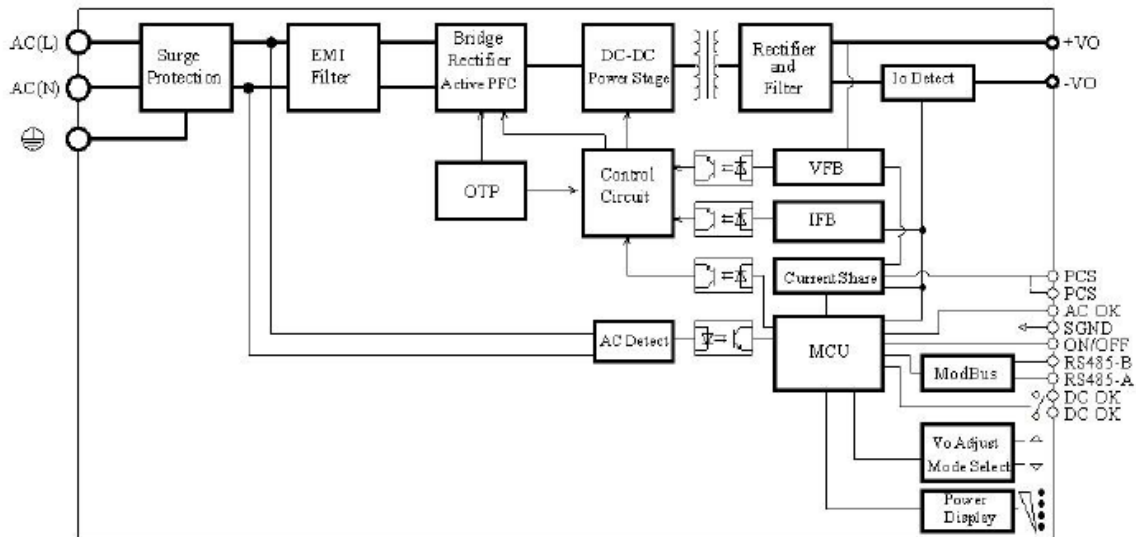 AC(L)
AC(N)
Surge
Protection
EMI
Filter
Bridge
Rectifier
Active PFC
DC-DC
Power Stage
Rectifier
and
Filter
Io Detect
+VO
-VO
OTP
Control
Circuit
VFB
IFB
Current Share
AC Detect
MCU
ModBus
Vo Adjust
Mode Select
Power
Display
PCS
PCS
AC OK
SGND
ON/OFF
RS485-B
RS485-A
DC OK
DC OK